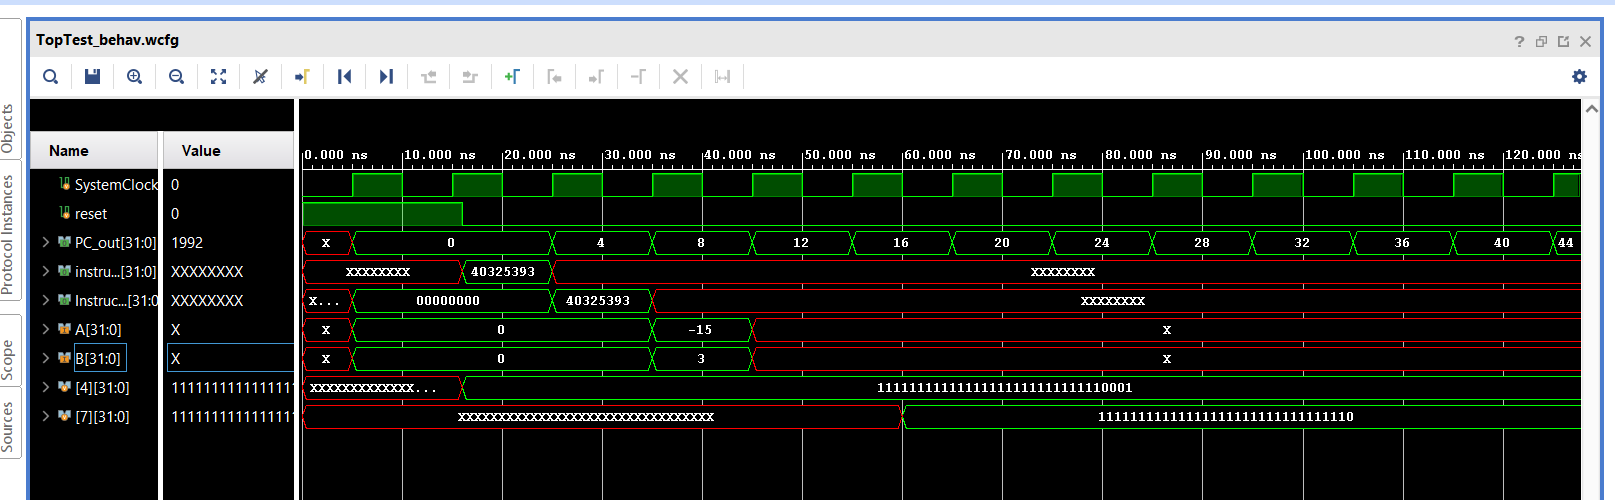 TopTest_behav.wcfg
Objects
Protocol Instances
Scope
Sources
Name Value
0.000 ns 10.000 ns 20.000 ns 30.000 ns 40.000 ns 50.000 ns 60.000 ns 70.000 ns 80.000 ns 90.000 ns 100.000 ns 110.000 ns 120.000 ns
SystemClock 0
reset 0
PC_out[31:0] 1992 X 0 4 8 12 16 20 24 28 32 36 40 44
instru...[31:0] XXXXXXXX XXXXXXXX 40325393 XXXXXXXX
Instruc...[31:0 XXXXXXXX X... 00000000 40325393 XXXXXXXX
A[31:0] X X 0 -15 X
B[31:0] X X 0 3 X
[4][31:0] 11111111111111111 XXXXXXXXXXXXX... 11111111111111111111111111110001
[7][31:0] 11111111111111111 XXXXXXXXXXXXXXXXXXXXXXXXXXXXXXXX 11111111111111111111111111111110